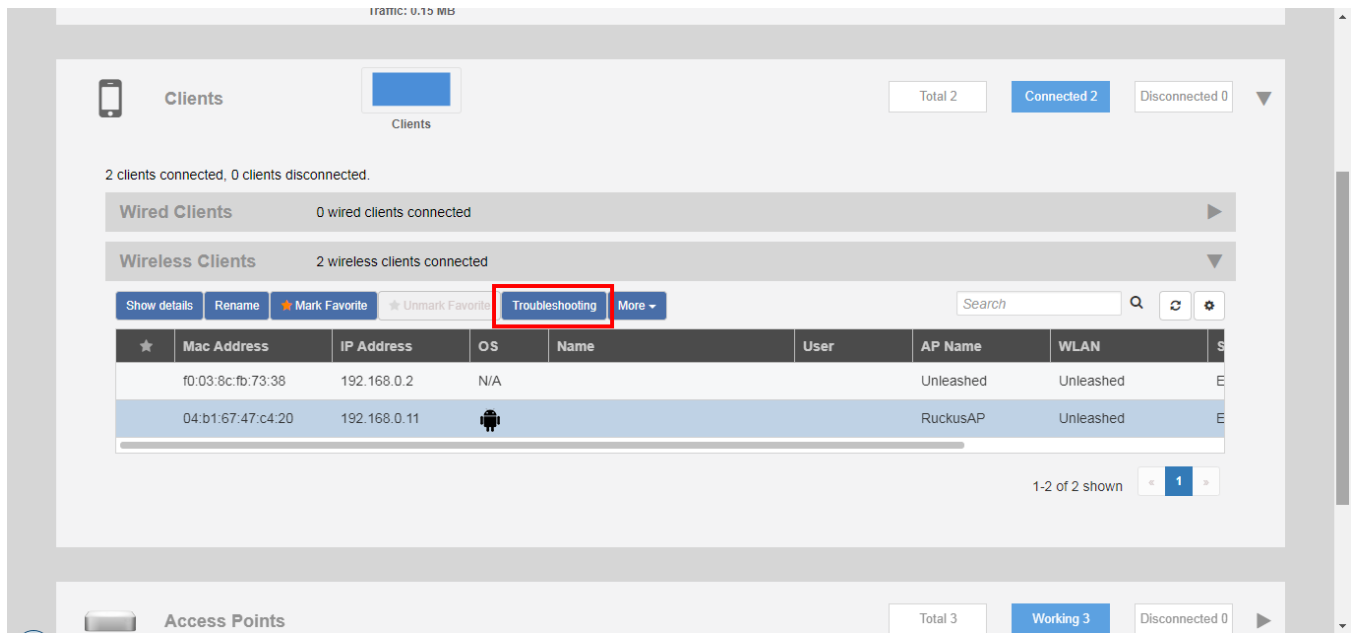 Traffic: 0.15 MB
Clients
Clients
Total 2
Connected 2
Disconnected 0
2 clients connected, 0 clients disconnected.
Wired Clients 0 wired clients connected
Wireless Clients 2 wireless clients connected
Show details Rename Mark Favorite Unmark Favorite Troubleshooting More Search
Mac Address IP Address OS Name User AP Name WLAN S
f0:03:8c:fb:73:38 192.168.0.2 N/A Unleashed Unleashed E
04:b1:67:47:c4:20 192.168.0.11 RuckusAP Unleashed E
1-2 of 2 shown « 1 »
Access Points Total 3 Working 3 Disconnected 0